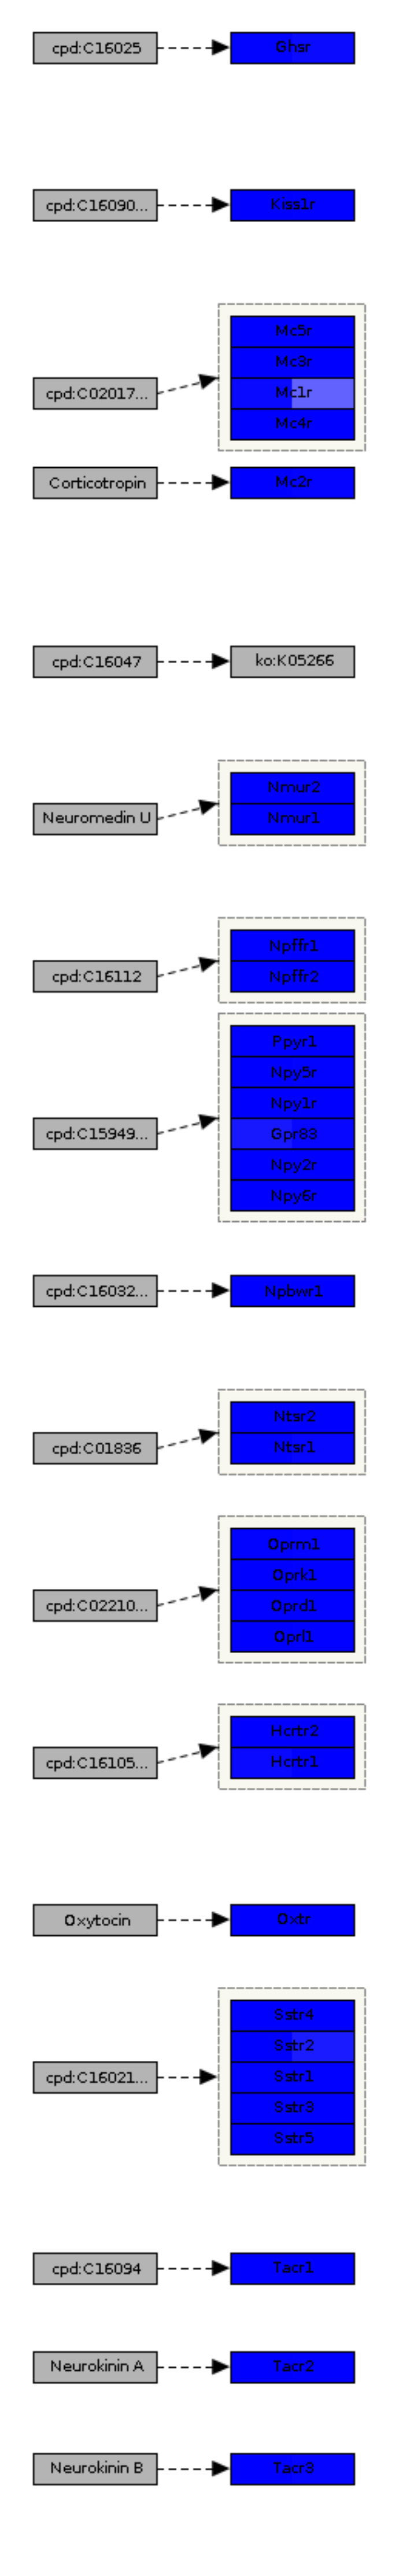 cpd:C16025
Ghsr
cpd:C16090...
Kiss1r
Mc5r
Mc3r
cpd:C02017...
Mc1r
Mc4r
Corticotropin
Mc2r
cpd:C16047
ko:K05266
Nmur2
Neuromedin U
Nmur1
Npffr1
cpd:C16112
Npffr2
Ppyr1
Npy5r
Npy1r
cpd:C15949...
Gpr83
Npy2r
Npy6r
cpd:C16032...
Npbwr1
Ntsr2
cpd:C01836
Ntsr1
Oprm1
Oprk1
cpd:C02210...
Oprd1
Oprl1
Hcrtr2
cpd:C16105...
Hcrtr1
Oxytocin
Oxtr
Sstr4
Sstr2
cpd:C16021...
Sstr1
Sstr3
Sstr5
cpd:C16094
Tacr1
Neurokinin A
Tacr2
Neurokinin B
Tacr3